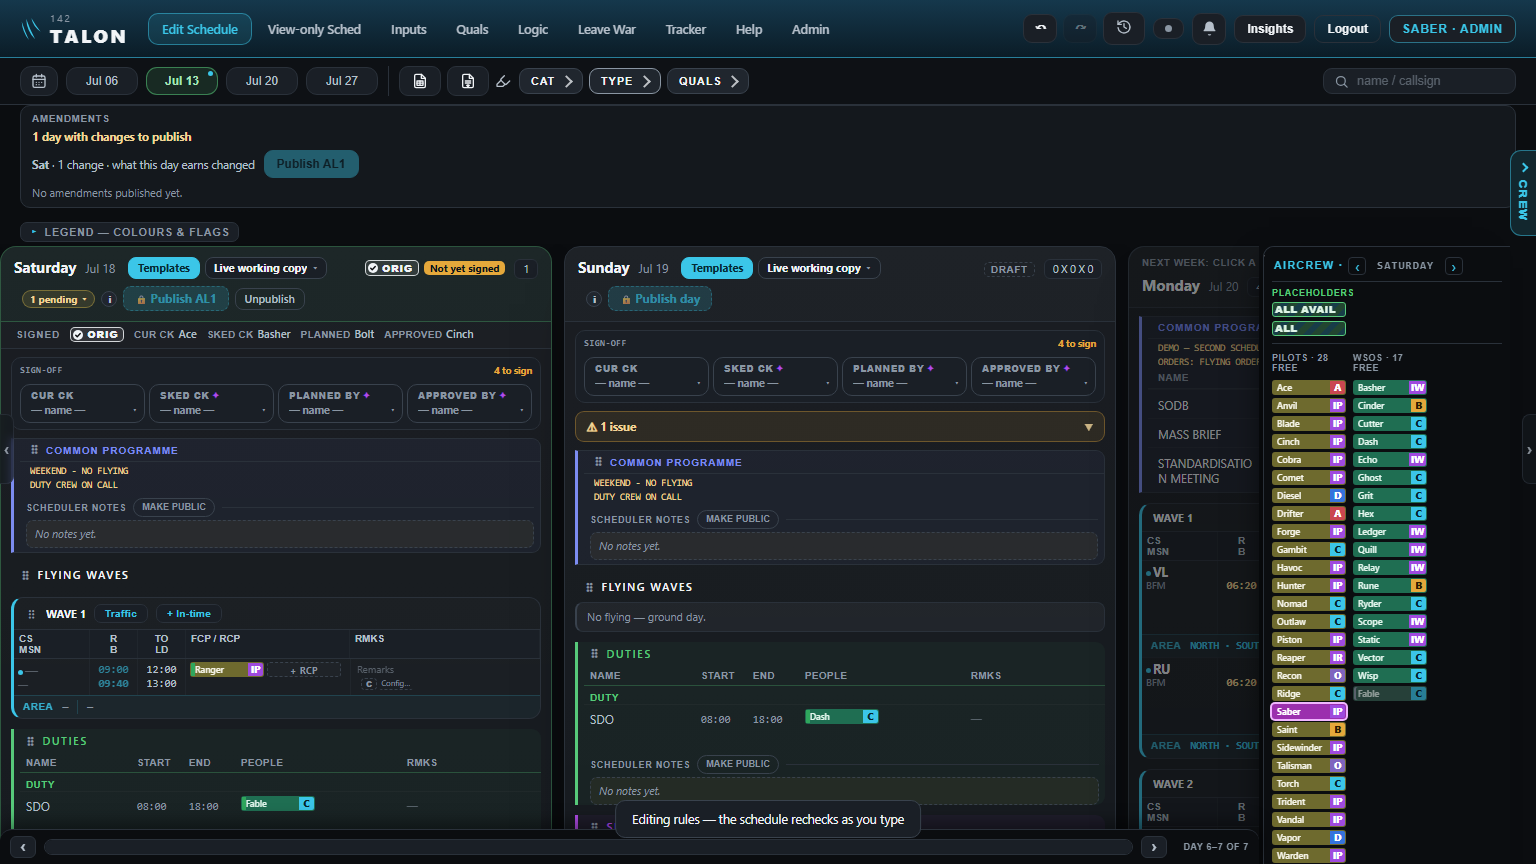 142
TALON
Edit Schedule
View-only Sched
Inputs
Quals
Logic
Leave War
Tracker
Help
Admin
Insights
Logout
SABER · ADMIN
Jul 06
Jul 13
Jul 20
Jul 27
CAT
TYPE
QUALS
name / callsign
AMENDMENTS
1 day with changes to publish
Sat · 1 change · what this day earns changed Publish AL1
No amendments published yet.
CREW
LEGEND — COLOURS & FLAGS
Saturday Jul 18 Templates Live working copy ORIG Not yet signed 1
1 pending i Publish AL1 Unpublish
SIGNED ORIG CUR CK Ace SKED CK Basher PLANNED Bolt APPROVED Cinch
SIGN-OFF 4 to sign
CUR CK SKED CK PLANNED BY APPROVED BY
— name — — name — — name — — name —
COMMON PROGRAMME
WEEKEND - NO FLYING
DUTY CREW ON CALL
SCHEDULER NOTES MAKE PUBLIC
No notes yet.
FLYING WAVES
WAVE 1 Traffic + In-time
CS R TO FCP / RCP RMKS
MSN B LD
— 09:00 12:00 Ranger IP + RCP Remarks
— 09:40 13:00 C Config...
AREA — —
DUTIES
NAME START END PEOPLE RMKS
DUTY
SDO 08:00 18:00 Fable C —
Sunday Jul 19 Templates Live working copy DRAFT 0X0X0
i Publish day
SIGN-OFF 4 to sign
CUR CK SKED CK PLANNED BY APPROVED BY
— name — — name — — name — — name —
1 issue
COMMON PROGRAMME
WEEKEND - NO FLYING
DUTY CREW ON CALL
SCHEDULER NOTES MAKE PUBLIC
No notes yet.
FLYING WAVES
No flying — ground day.
DUTIES
NAME START END PEOPLE RMKS
DUTY
SDO 08:00 18:00 Dash C —
SCHEDULER NOTES MAKE PUBLIC
No notes yet.
Editing rules — the schedule rechecks as you type
NEXT WEEK: CLICK A
Monday Jul 20
COMMON PROGRA
DEMO — SECOND SCHEDU
ORDERS: FLYING ORDER
NAME
SODB
MASS BRIEF
STANDARDISATIO
N MEETING
WAVE 1
CS R
MSN B
VL
BFM 06:20
AREA NORTH - SOUT
RU
BFM 06:20
AREA NORTH - SOUT
WAVE 2
CS R
MSN B
AIRCREW · ‹ SATURDAY ›
PLACEHOLDERS
ALL AVAIL
ALL
PILOTS · 28 WSOS · 17
FREE FREE
Ace A Basher IW
Anvil IP Cinder B
Blade IP Cutter C
Cinch IP Dash C
Cobra IP Echo IW
Comet IP Ghost C
Diesel D Grit C
Drifter A Hex C
Forge IP Ledger IW
Gambit C Quill IW
Havoc IP Relay IW
Hunter IP Rune B
Nomad C Ryder C
Outlaw C Scope IW
Piston IP Static IW
Reaper IR Vector C
Recon O Wisp C
Ridge C Fable C
Saber IP
Saint B
Sidewinder IP
Talisman O
Torch C
Trident IP
Vandal IP
Vapor D
Warden IP
DAY 6–7 OF 7